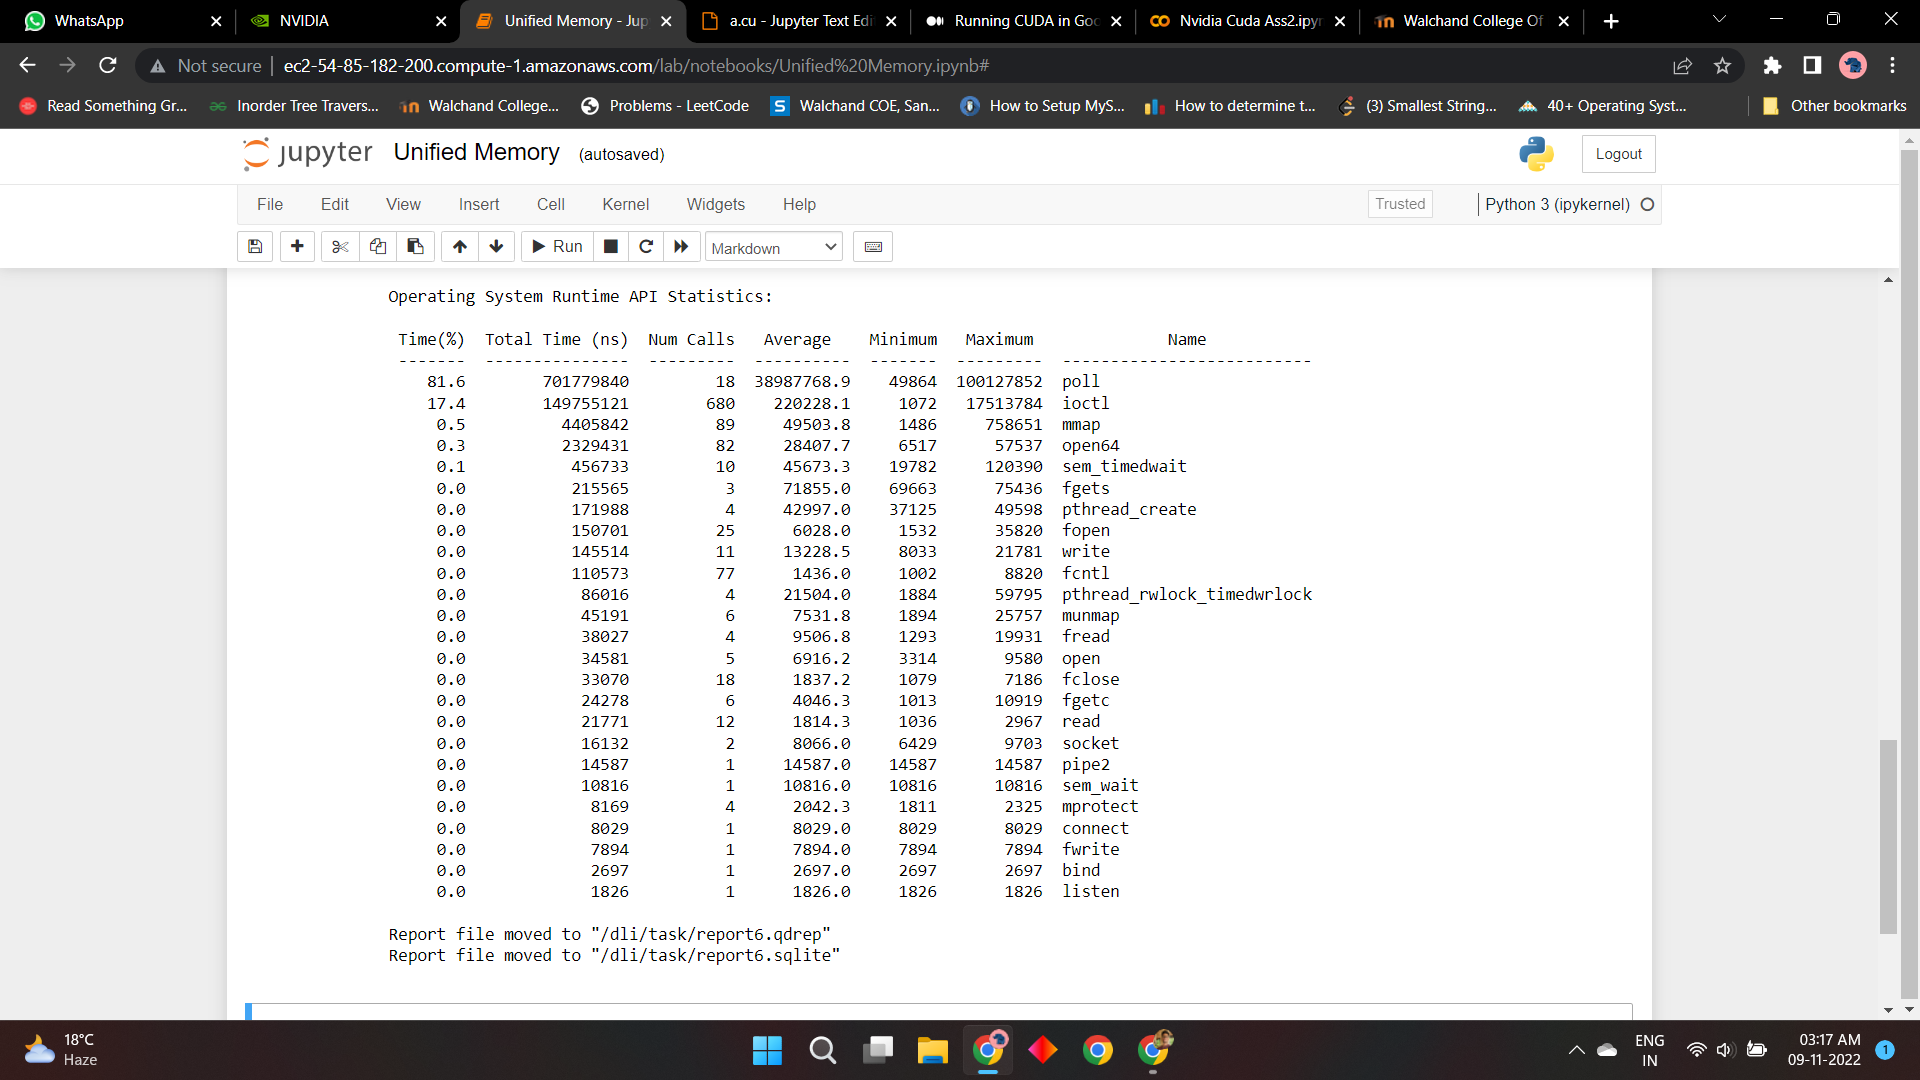 WhatsApp
NVIDIA
Unified Memory - Jup
a.cu - Jupyter Text Edi
Running CUDA in Goo
Nvidia Cuda Ass2.ipyn
Walchand College Of
Not secure | ec2-54-85-182-200.compute-1.amazonaws.com/lab/notebooks/Unified%20Memory.ipynb#
Read Something Gr...
Inorder Tree Travers...
Walchand College...
Problems - LeetCode
Walchand COE, San...
How to Setup MyS...
How to determine t...
(3) Smallest String...
40+ Operating Syst...
Other bookmarks
jupyter Unified Memory (autosaved)
Logout
File Edit View Insert Cell Kernel Widgets Help
Trusted
Python 3 (ipykernel)
Run
Markdown
Operating System Runtime API Statistics:
Time(%) Total Time (ns) Num Calls Average Minimum Maximum Name
------- --------------- --------- ---------- ------- --------- --------------------------
81.6 701779840 18 38987768.9 49864 100127852 poll
17.4 149755121 680 220228.1 1072 17513784 ioctl
0.5 4405842 89 49503.8 1486 758651 mmap
0.3 2329431 82 28407.7 6517 57537 open64
0.1 456733 10 45673.3 19782 120390 sem_timedwait
0.0 215565 3 71855.0 69663 75436 fgets
0.0 171988 4 42997.0 37125 49598 pthread_create
0.0 150701 25 6028.0 1532 35820 fopen
0.0 145514 11 13228.5 8033 21781 write
0.0 110573 77 1436.0 1002 8820 fcntl
0.0 86016 4 21504.0 1884 59795 pthread_rwlock_timedwrlock
0.0 45191 6 7531.8 1894 25757 munmap
0.0 38027 4 9506.8 1293 19931 fread
0.0 34581 5 6916.2 3314 9580 open
0.0 33070 18 1837.2 1079 7186 fclose
0.0 24278 6 4046.3 1013 10919 fgetc
0.0 21771 12 1814.3 1036 2967 read
0.0 16132 2 8066.0 6429 9703 socket
0.0 14587 1 14587.0 14587 14587 pipe2
0.0 10816 1 10816.0 10816 10816 sem_wait
0.0 8169 4 2042.3 1811 2325 mprotect
0.0 8029 1 8029.0 8029 8029 connect
0.0 7894 1 7894.0 7894 7894 fwrite
0.0 2697 1 2697.0 2697 2697 bind
0.0 1826 1 1826.0 1826 1826 listen
Report file moved to "/dli/task/report6.qdrep"
Report file moved to "/dli/task/report6.sqlite"
18°C
Haze
ENG
IN
03:17 AM
09-11-2022
1